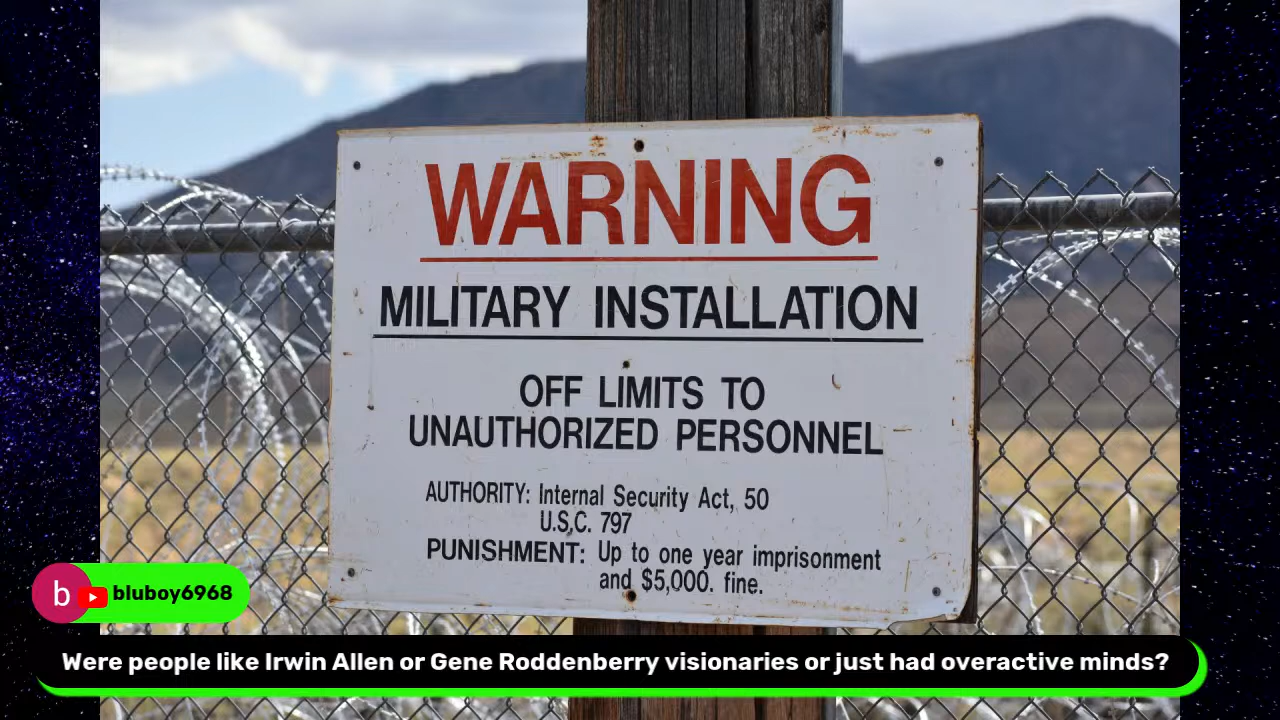 WARNING
MILITARY INSTALLATION
OFF LIMITS TO
UNAUTHORIZED PERSONNEL
AUTHORITY: Internal Security Act, 50
U.S.C. 797
PUNISHMENT: Up to one year imprisonment
and $5,000. fine.
b bluboy6968
Were people like Irwin Allen or Gene Roddenberry visionaries or just had overactive minds?